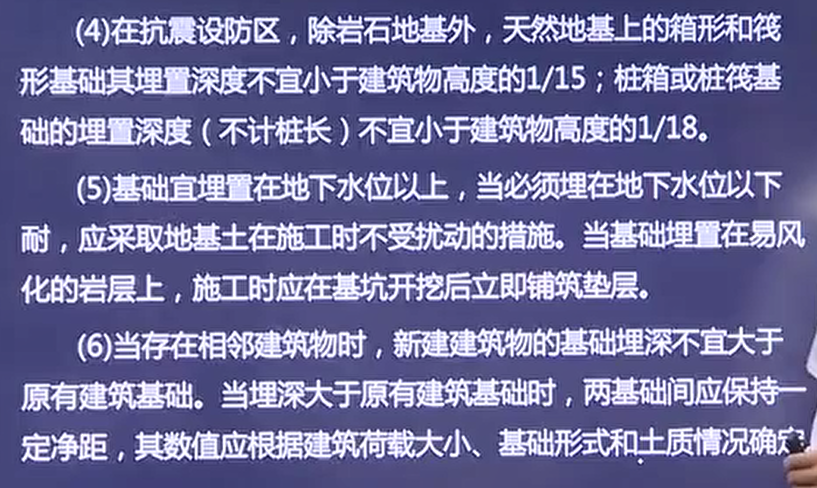 (4)在抗震设防区，除岩石地基外，天然地基上的箱形和筏
形基础其埋置深度不宜小于建筑物高度的1/15；桩箱或桩筏基
础的埋置深度（不计桩长）不宜小于建筑物高度的1/18。
(5)基础宜埋置在地下水位以上，当必须埋在地下水位以下
耐，应采取地基土在施工时不受扰动的措施。当基础埋置在易风
化的岩层上，施工时应在基坑开挖后立即铺筑垫层。
(6)当存在相邻建筑物时，新建建筑物的基础埋深不宜大于
原有建筑基础。当埋深大于原有建筑基础时，两基础间应保持一
定净距，其数值应根据建筑荷载大小、基础形式和土质情况确定